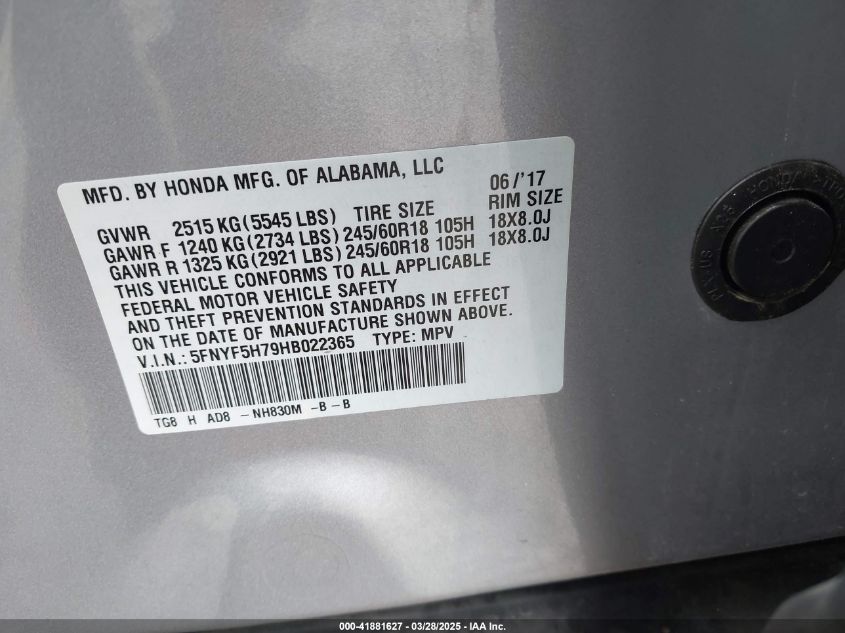 MFD. BY HONDA MFG. OF ALABAMA, LLC 06/'17
GVWR 2515 KG (5545 LBS) TIRE SIZE RIM SIZE
GAWR F 1240 KG (2734 LBS) 245/60R18 105H 18X8.0J
GAWR R 1325 KG (2921 LBS) 245/60R18 105H 18X8.0J
THIS VEHICLE CONFORMS TO ALL APPLICABLE
FEDERAL MOTOR VEHICLE SAFETY
AND THEFT PREVENTION STANDARDS IN EFFECT
ON THE DATE OF MANUFACTURE SHOWN ABOVE.
V.I.N.: 5FNYF5H79HB022365 TYPE: MPV
TG8 H AD8 - NH830M - B - B
HONDA
000-41881627 - 03/28/2025 - IAA Inc.